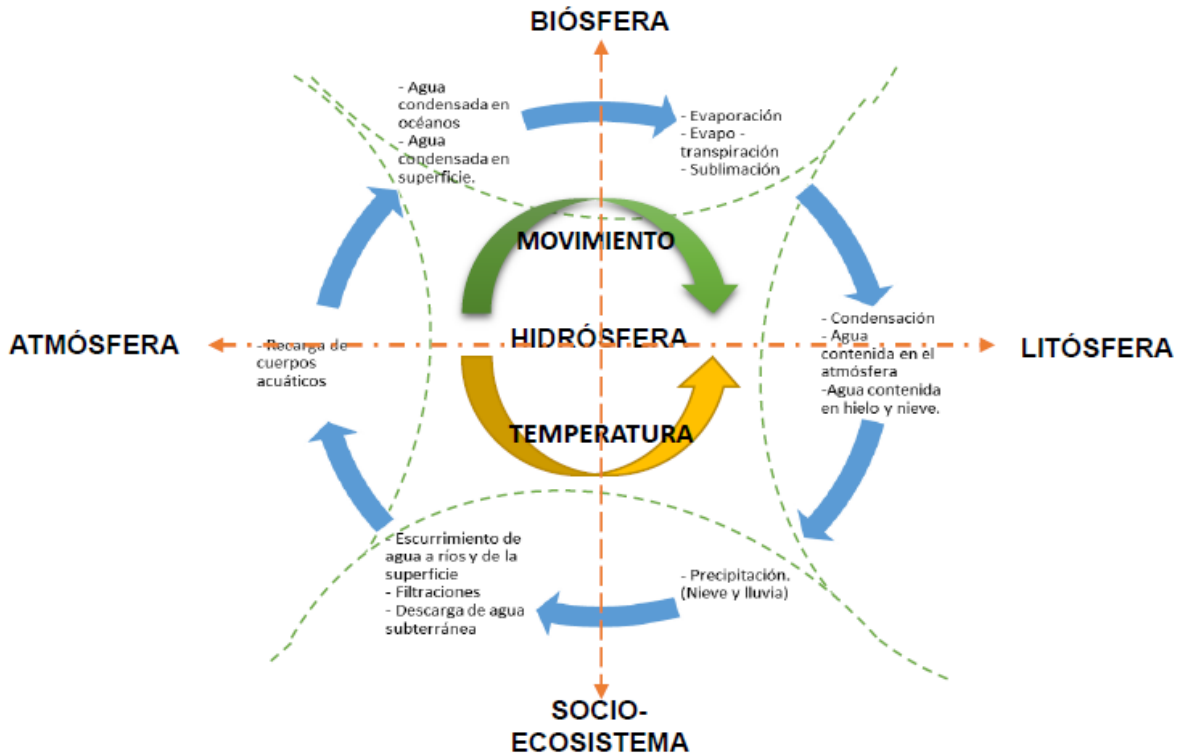 BIÓSFERA
- Agua
condensada en
océanos
- Agua
condensada en
superficie.
- Evaporación
- Evapo -
transpiración
- Sublimación
MOVIMIENTO
HIDRÓSFERA
TEMPERATURA
ATMÓSFERA
- Recarga de
cuerpos
acuáticos
- Condensación
- Agua
contenida en el
atmósfera
-Agua contenida
en hielo y nieve.
LITÓSFERA
- Escurrimiento de
agua a ríos y de la
superficie
- Filtraciones
- Descarga de agua
subterránea
- Precipitación.
(Nieve y lluvia)
SOCIO-
ECOSISTEMA